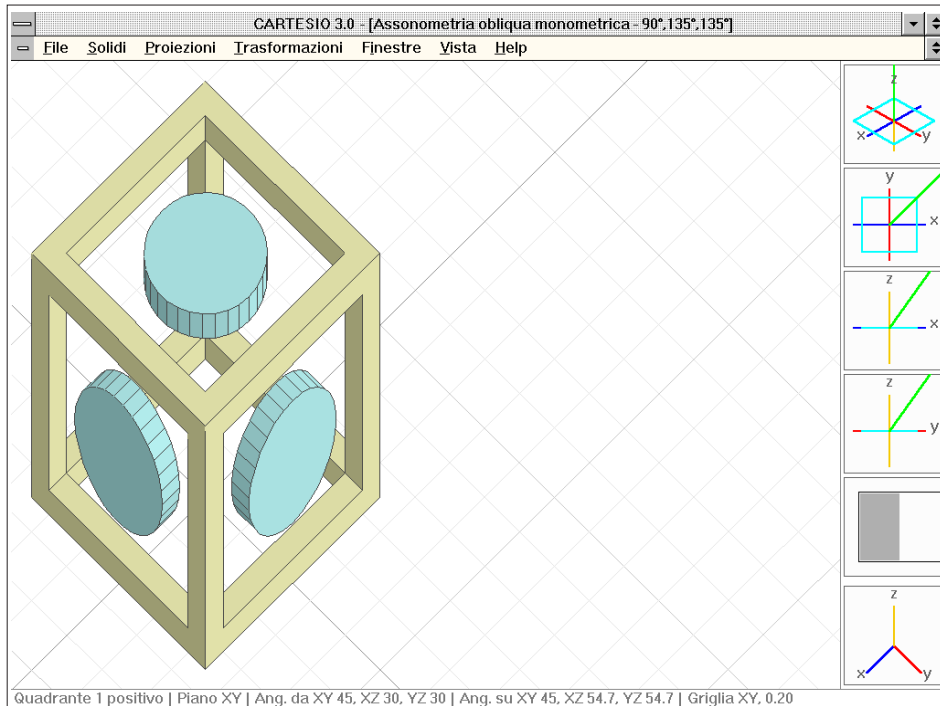 CARTESIO 3.0 - [Assonometria obliqua monometrica - 90°,135°,135°]
File Solidi Proiezioni Trasformazioni Finestre Vista Help
z
x y
y
x
z
x
z
y
z
x y
Quadrante 1 positivo | Piano XY | Ang. da XY 45, XZ 30, YZ 30 | Ang. su XY 45, XZ 54.7, YZ 54.7 | Griglia XY, 0.20